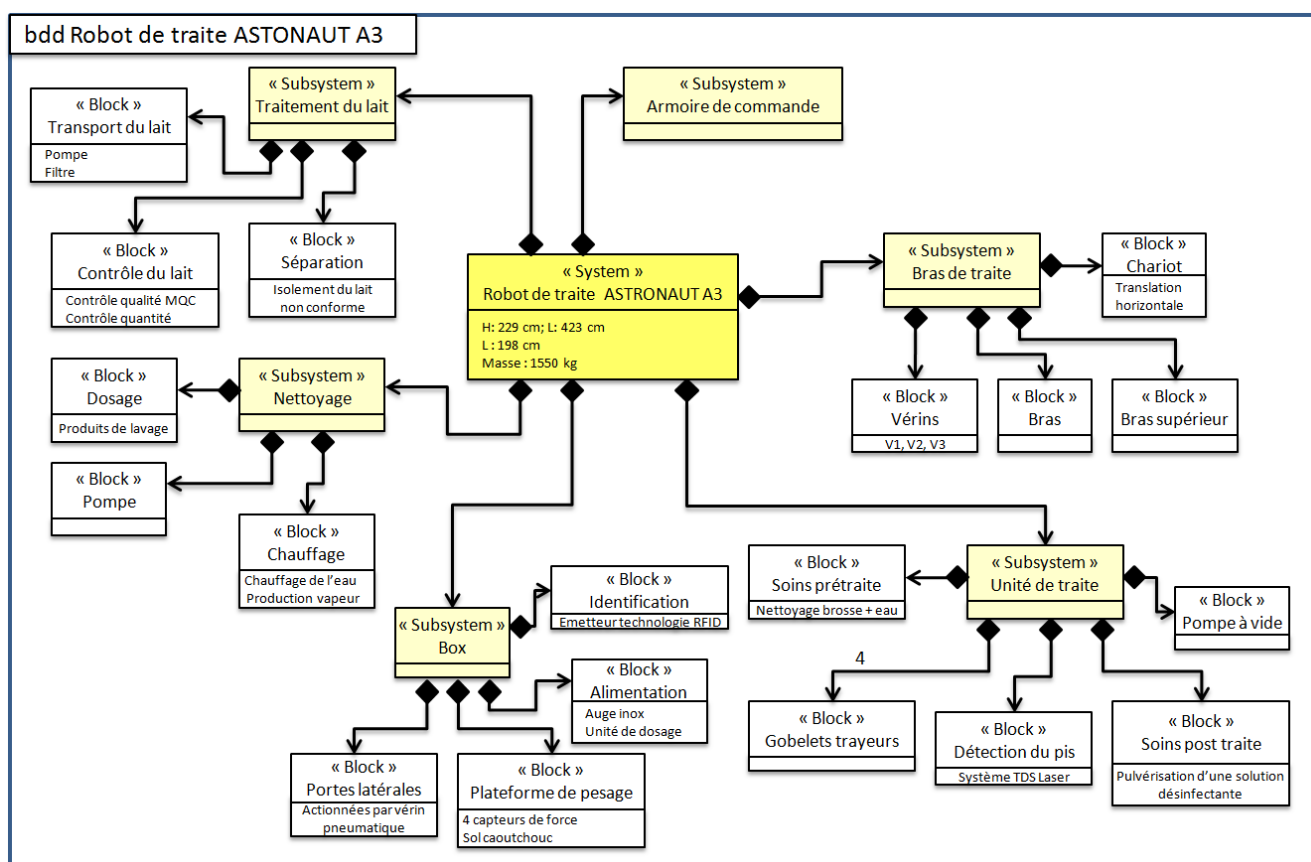 bdd Robot de traite ASTONAUT A3
« Subsystem »
Traitement du lait
« Subsystem »
Armoire de commande
« Block »
Transport du lait
Pompe
Filtre
« Block »
Contrôle du lait
Contrôle qualité MQC
Contrôle quantité
« Block »
Séparation
Isolement du lait
non conforme
« System »
Robot de traite ASTRONAUT A3
H: 229 cm; L: 423 cm
L : 198 cm
Masse : 1550 kg
« Subsystem »
Bras de traite
« Block »
Chariot
Translation
horizontale
« Block »
Vérins
V1, V2, V3
« Block »
Bras
« Block »
Bras supérieur
« Block »
Dosage
Produits de lavage
« Subsystem »
Nettoyage
« Block »
Pompe
« Block »
Chauffage
Chauffage de l’eau
Production vapeur
« Subsystem »
Box
« Block »
Identification
Emetteur technologie RFID
« Block »
Alimentation
Auge inox
Unité de dosage
« Block »
Portes latérales
Actionnées par vérin
pneumatique
« Block »
Plateforme de pesage
4 capteurs de force
Sol caoutchouc
« Block »
Soins prétraite
Nettoyage brosse + eau
« Subsystem »
Unité de traite
« Block »
Pompe à vide
4
« Block »
Gobelets trayeurs
« Block »
Détection du pis
Système TDS Laser
« Block »
Soins post traite
Pulvérisation d’une solution
désinfectante